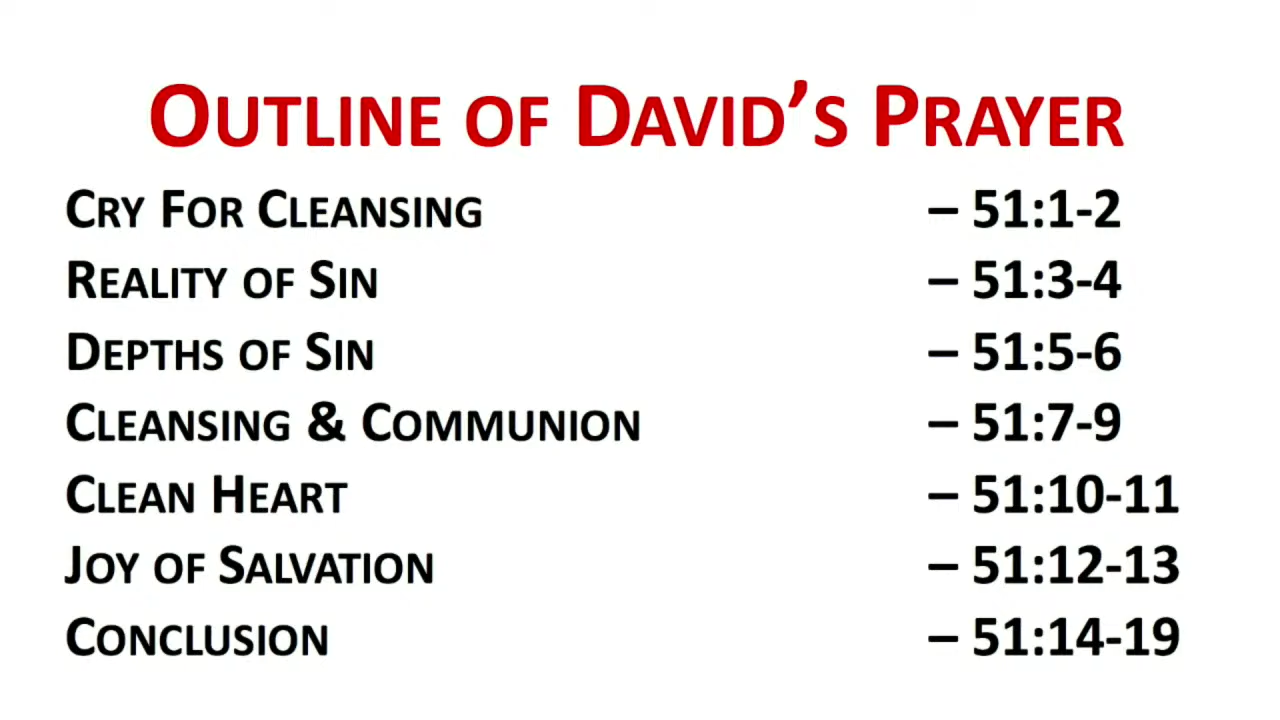 Outline of David's Prayer
Cry For Cleansing – 51:1-2
Reality of Sin – 51:3-4
Depths of Sin – 51:5-6
Cleansing & Communion – 51:7-9
Clean Heart – 51:10-11
Joy of Salvation – 51:12-13
Conclusion – 51:14-19